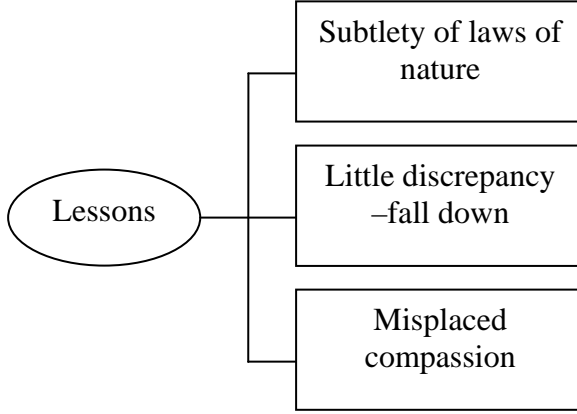 Subtlety of laws of
nature
Lessons
Little discrepancy
–fall down
Misplaced
compassion